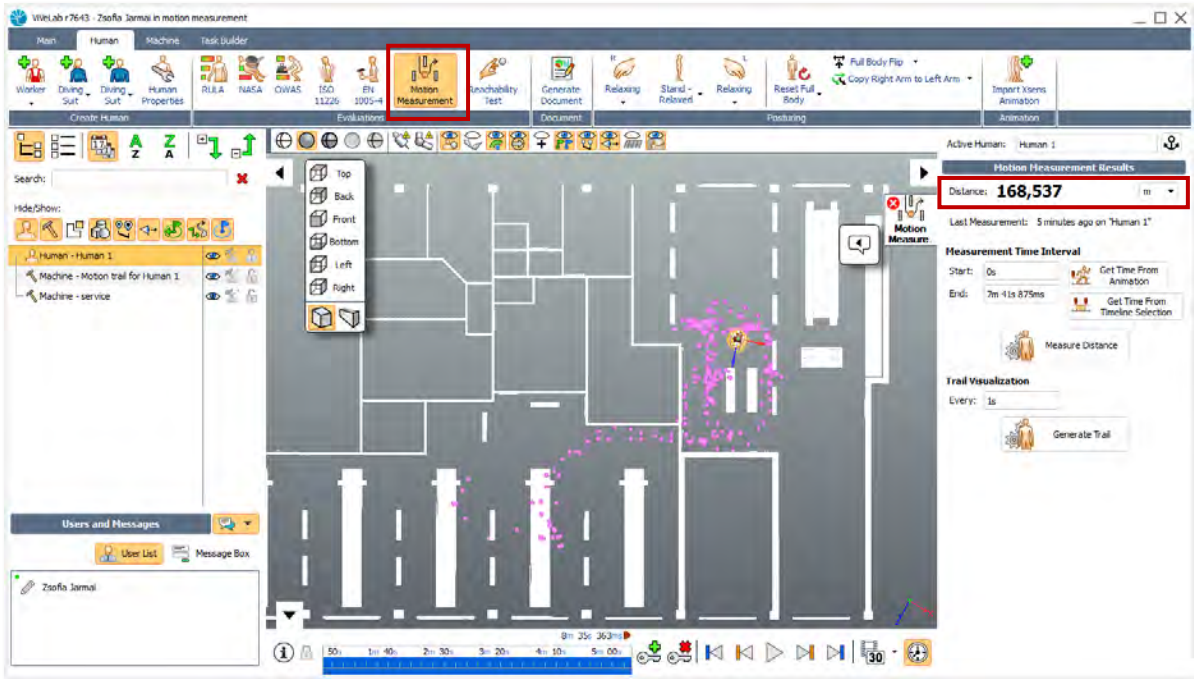 ViVeLab r7643 - Zsofia Jarmai in motion measurement
Main Human Machine Task Builder
Worker Diving Suit Diving Suit Human Properties RULA NASA OWAS ISO 11226 EN 1005-4 Motion Measurement Reachability Test Generate Document R Relaxing Stand - Relaxed L Relaxing Reset Full Body Full Body Flip Copy Right Arm to Left Arm Import Xsens Animation
Create Human Evaluations Document Posturing Animation
Search:
Hide/Show:
Human - Human 1
Machine - Motion trail for Human 1
Machine - service
Users and Messages
User List Message Box
Zsofia Jarmai
Top
Back
Front
Bottom
Left
Right
Motion
Measure...
Active Human: Human 1
Motion Measurement Results
Distance: 168,537 m
Last Measurement: 5 minutes ago on "Human 1"
Measurement Time Interval
Start: 0s Get Time From Animation
End: 7m 41s 875ms Get Time From Timeline Selection
Measure Distance
Trail Visualization
Every: 1s
Generate Trail
8m 35s 363ms
50s 1m 40s 2m 30s 3m 20s 4m 10s 5m 00s 30